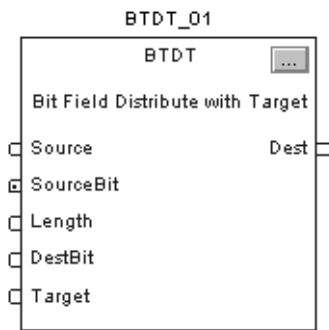 BTDT_01
BTDT
...
Bit Field Distribute with Target
Source Dest
SourceBit
Length
DestBit
Target